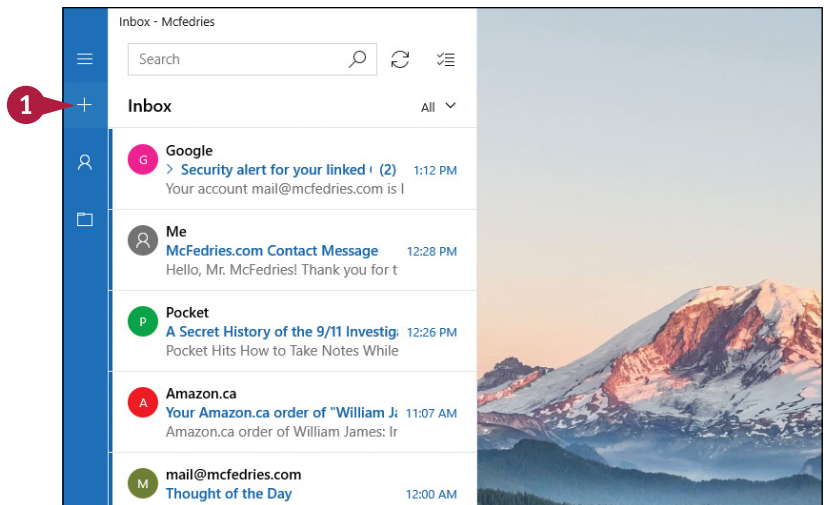 Inbox - Mcfedries
Search
1
Inbox
All
G
Google
> Security alert for your linked (2) 1:12 PM
Your account mail@mcfedries.com is
Me
McFedries.com Contact Message 12:28 PM
Hello, Mr. McFedries! Thank you for t
P
Pocket
A Secret History of the 9/11 Investig 12:26 PM
Pocket Hits How to Take Notes While
A
Amazon.ca
Your Amazon.ca order of "William 11:07 AM
Amazon.ca order of William James:
M
mail@mcfedries.com
Thought of the Day 12:00 AM